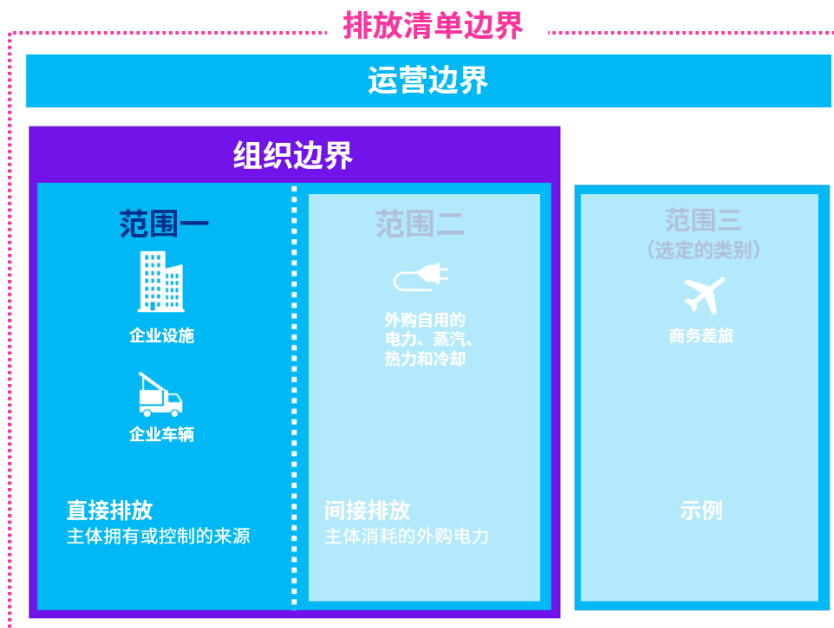 排放清单边界
运营边界
组织边界
范围一
企业设施
企业车辆
直接排放
主体拥有或控制的来源
范围二
外购自用的
电力、蒸汽、
热力和冷却
间接排放
主体消耗的外购电力
范围三
（选定的类别）
商务差旅
示例